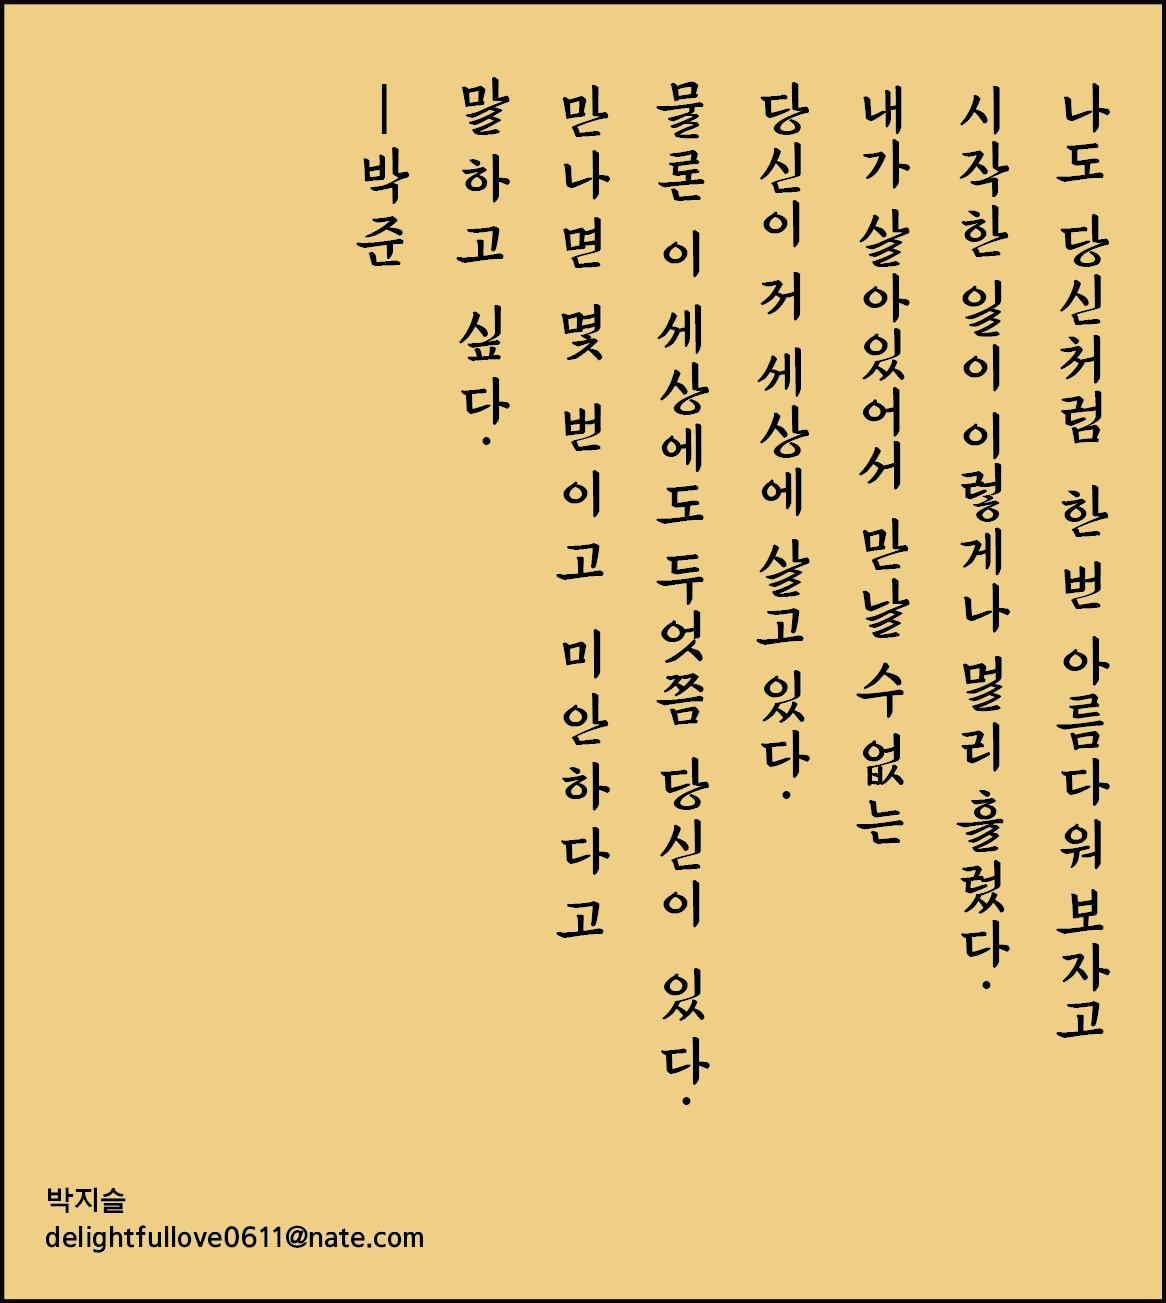 나도 당신처럼 한 번 아름다워 보자고
시작한 일이 이렇게나 멀리 흘렀다.
내가 살아있어서 만날 수 없는
당신이 저 세상에 살고 있다.
물론 이 세상에도 두엇쯤 당신이 있다.
만나면 몇 번이고 미안하다고
말하고 싶다.
ㅡ박준
박지슬
delightfullove0611@nate.com